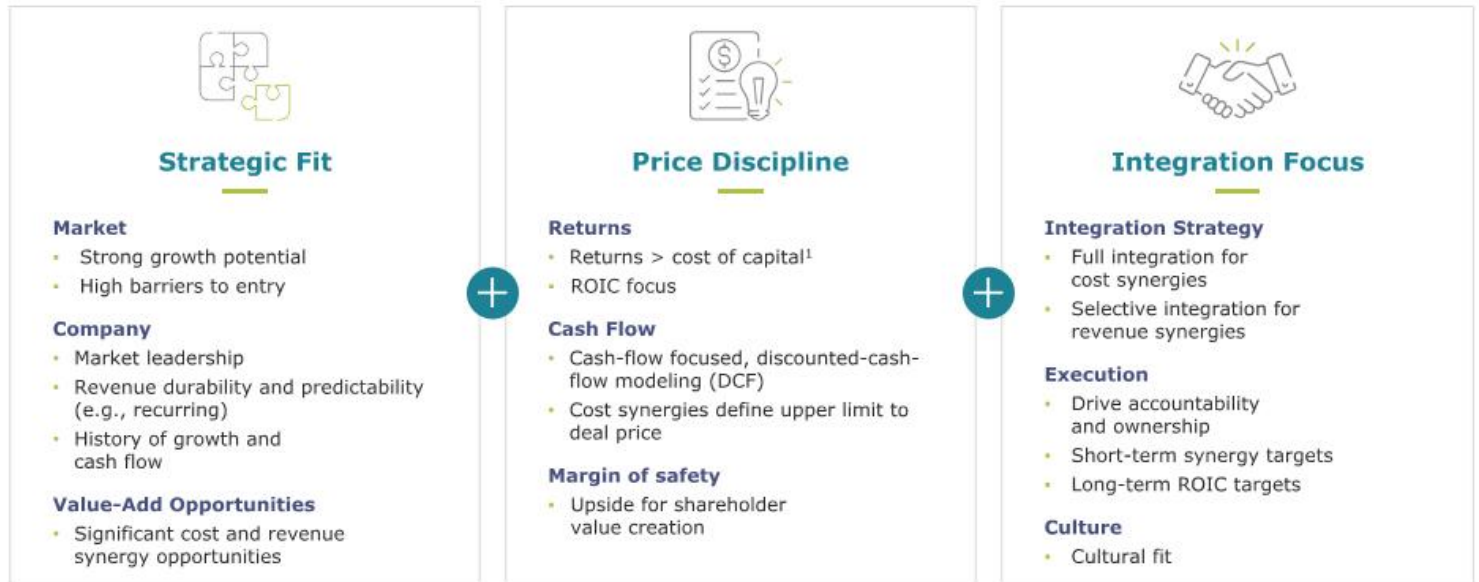 Strategic Fit
Market
• Strong growth potential
• High barriers to entry
Company
• Market leadership
• Revenue durability and predictability
(e.g., recurring)
• History of growth and
cash flow
Value-Add Opportunities
• Significant cost and revenue
synergy opportunities
$
Price Discipline
Returns
• Returns > cost of capital¹
• ROIC focus
Cash Flow
• Cash-flow focused, discounted-cash-
flow modeling (DCF)
• Cost synergies define upper limit to
deal price
Margin of safety
• Upside for shareholder
value creation
Integration Focus
Integration Strategy
• Full integration for
cost synergies
• Selective integration for
revenue synergies
Execution
• Drive accountability
and ownership
• Short-term synergy targets
• Long-term ROIC targets
Culture
• Cultural fit